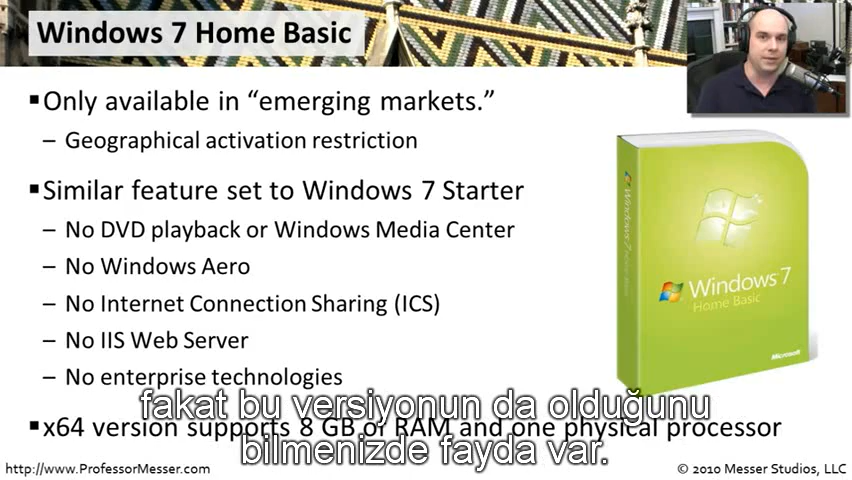 Windows 7 Home Basic
▪Only available in “emerging markets.”
– Geographical activation restriction
▪Similar feature set to Windows 7 Starter
– No DVD playback or Windows Media Center
– No Windows Aero
– No Internet Connection Sharing (ICS)
– No IIS Web Server
– No enterprise technologies
▪x64 version supports 8 GB of RAM and one physical processor
Windows 7
Home Basic
Microsoft
fakat bu versiyonun da olduğunu
bilmenizde fayda var.
http://www.ProfessorMesser.com
© 2010 Messer Studios, LLC